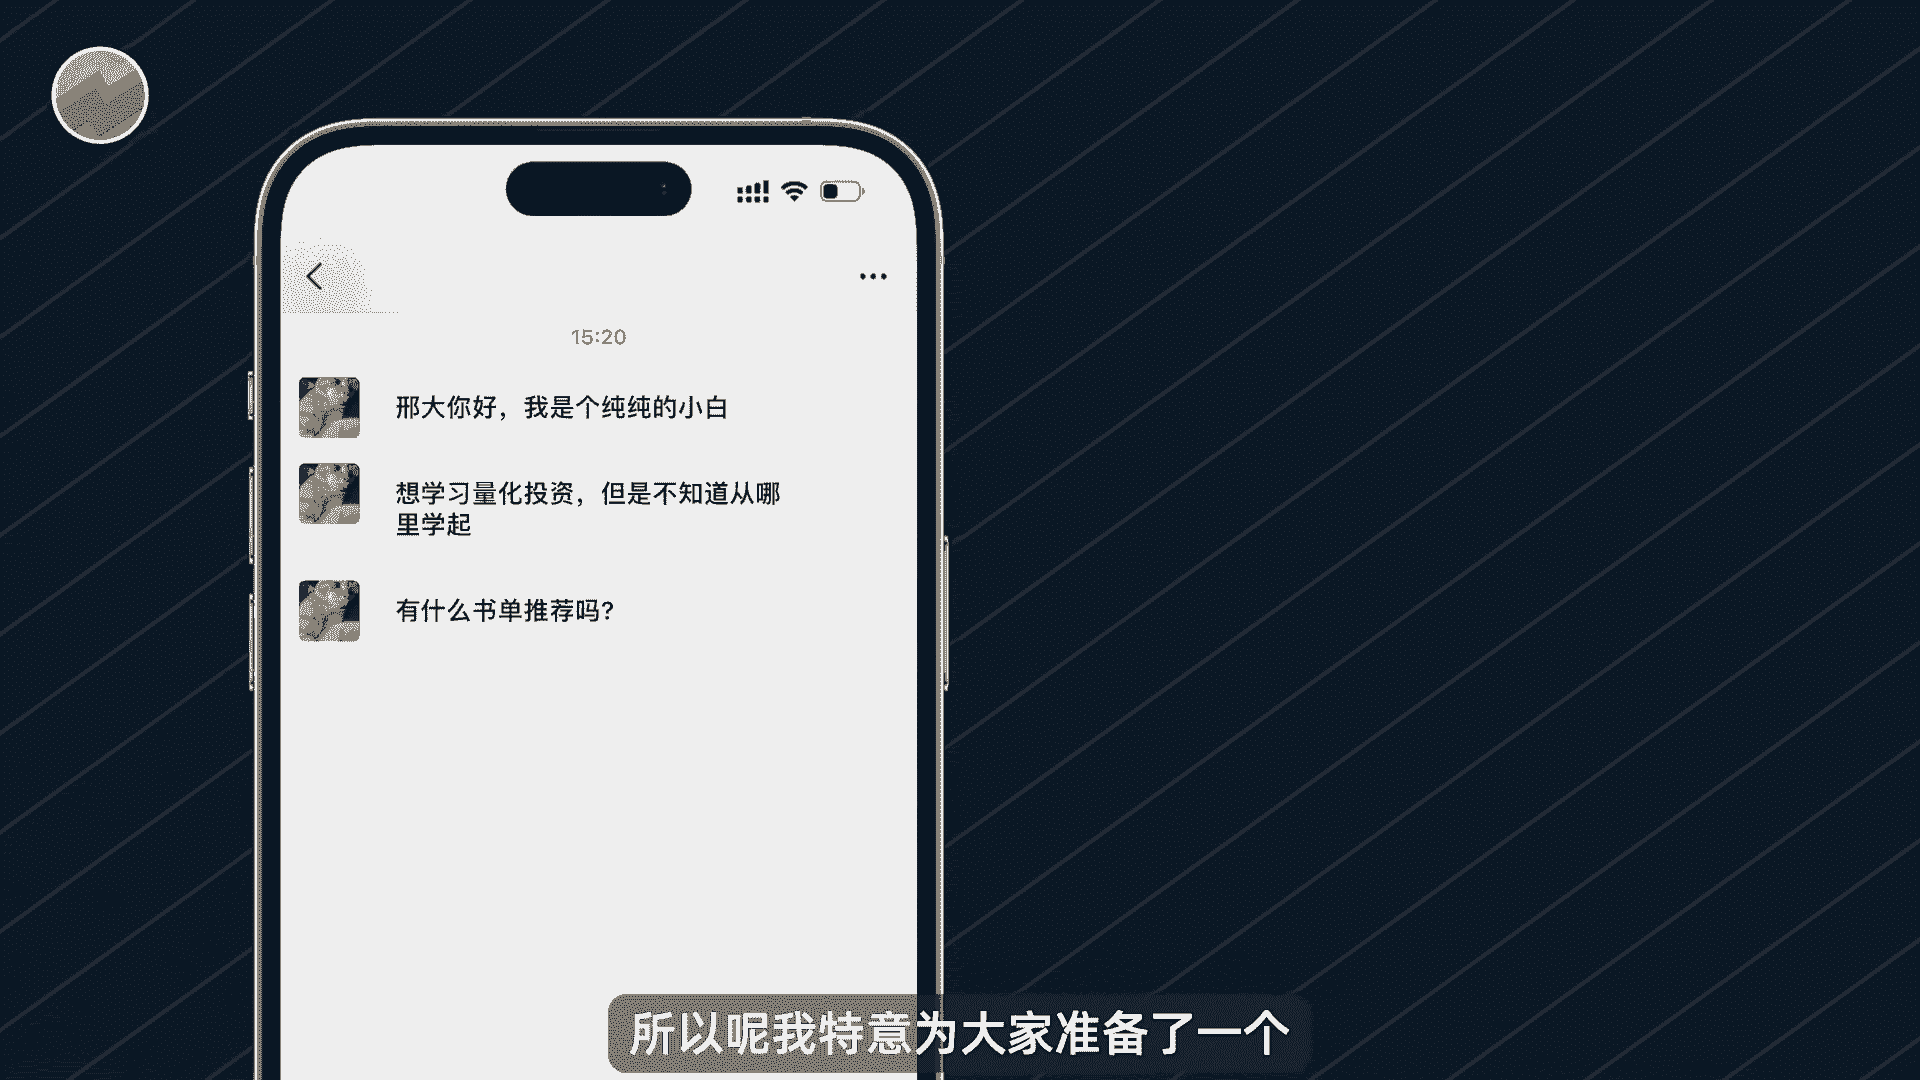 15:20
邢大你好，我是个纯纯的小白
想学习量化投资，但是不知道从哪
里学起
有什么书单推荐吗?
所以呢我特意为大家准备了一个